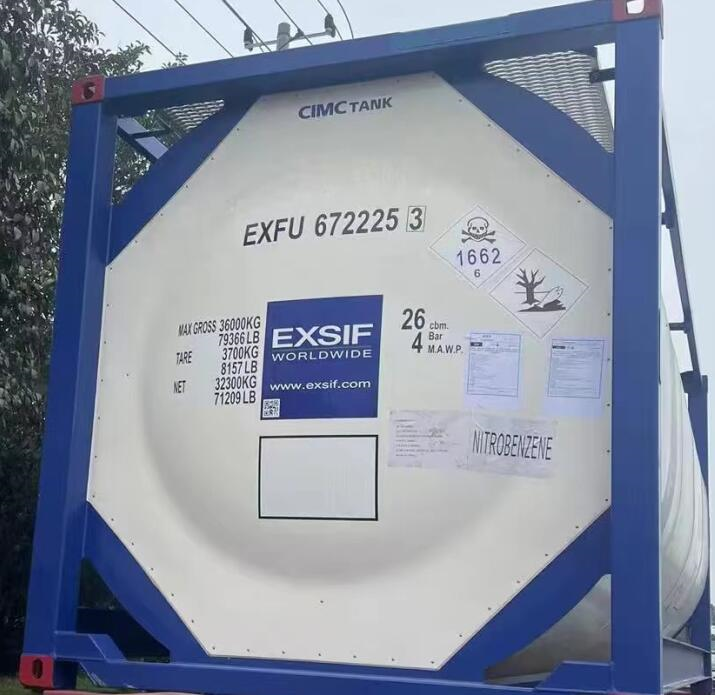 CIMC TANK
EXFU 672225 3
1662
6
MAX GROSS 36000KG
79366 LB
TARE 3700KG
8157 LB
NET 32300KG
71209 LB
EXSIF
WORLDWIDE
www.exsif.com
26 cbm.
4 Bar
M.A.W.P.
NITROBENZENE